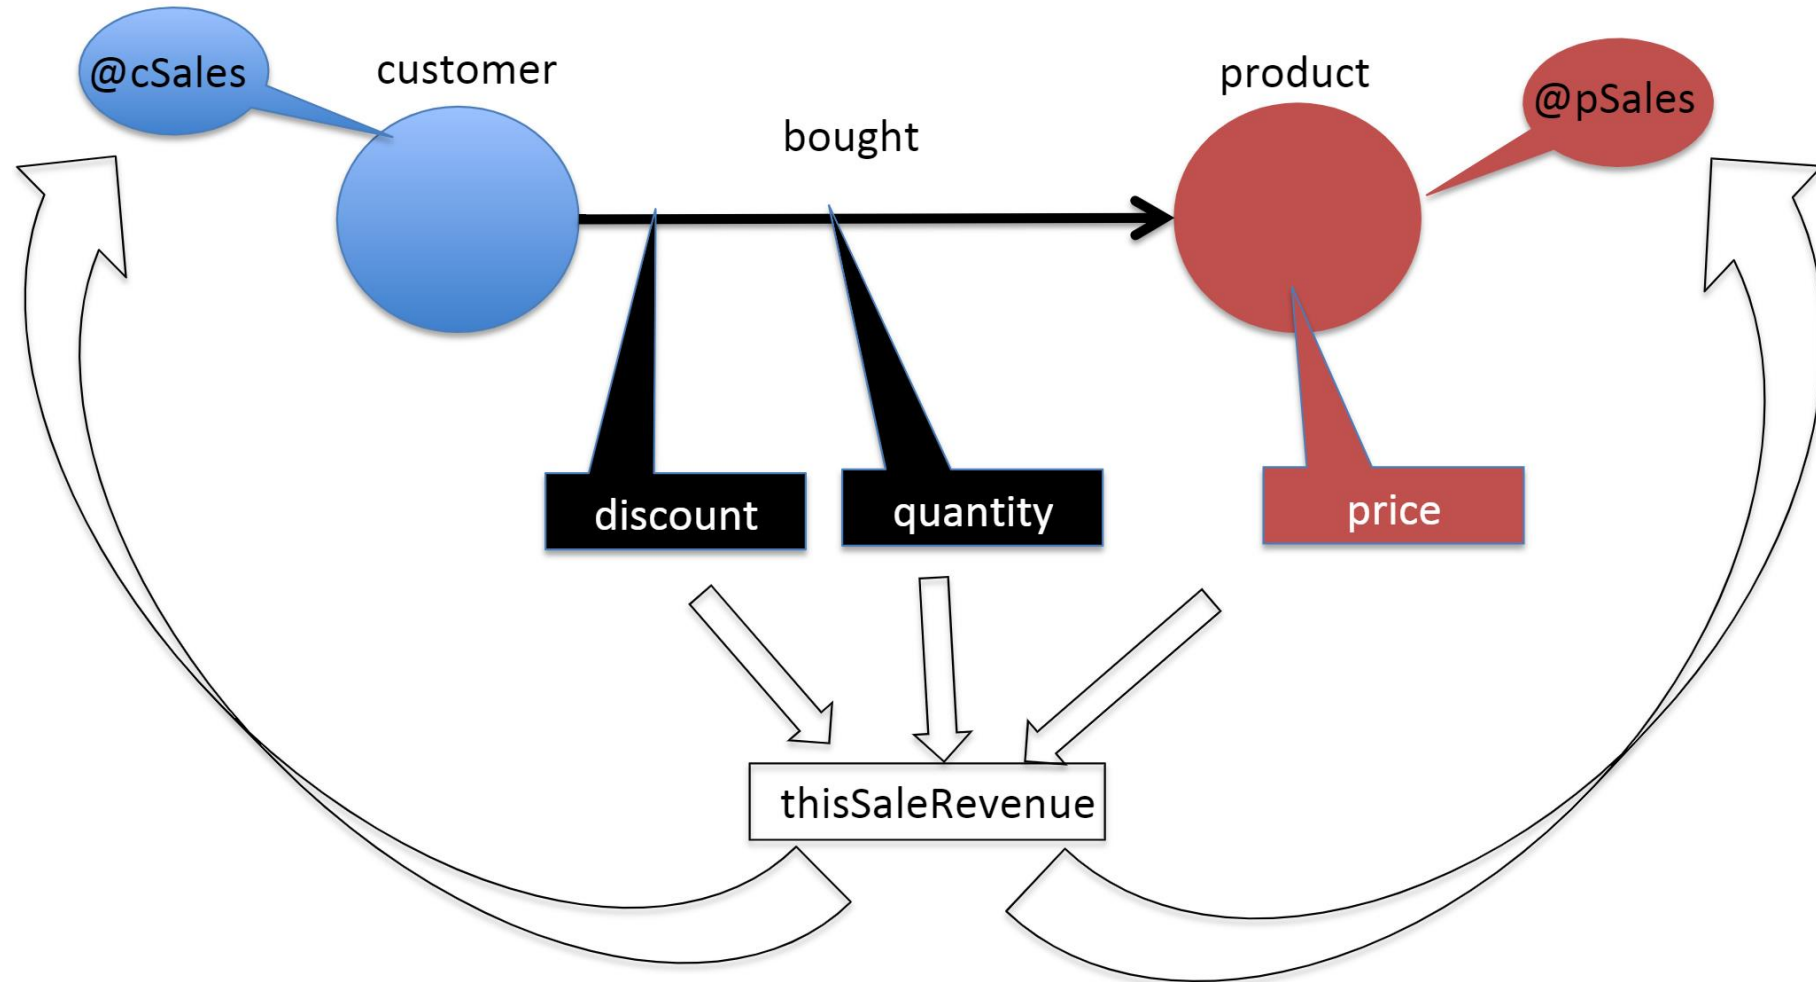 @cSales
customer
product
@pSales
bought
discount
quantity
price
thisSaleRevenue